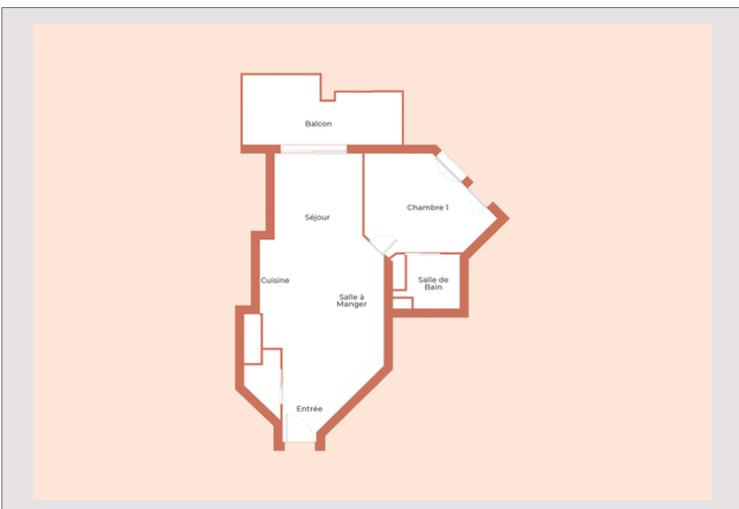 Balcon
Séjour
Chambre 1
Cuisine
Salle de
Bain
Salle à
Manger
Entrée